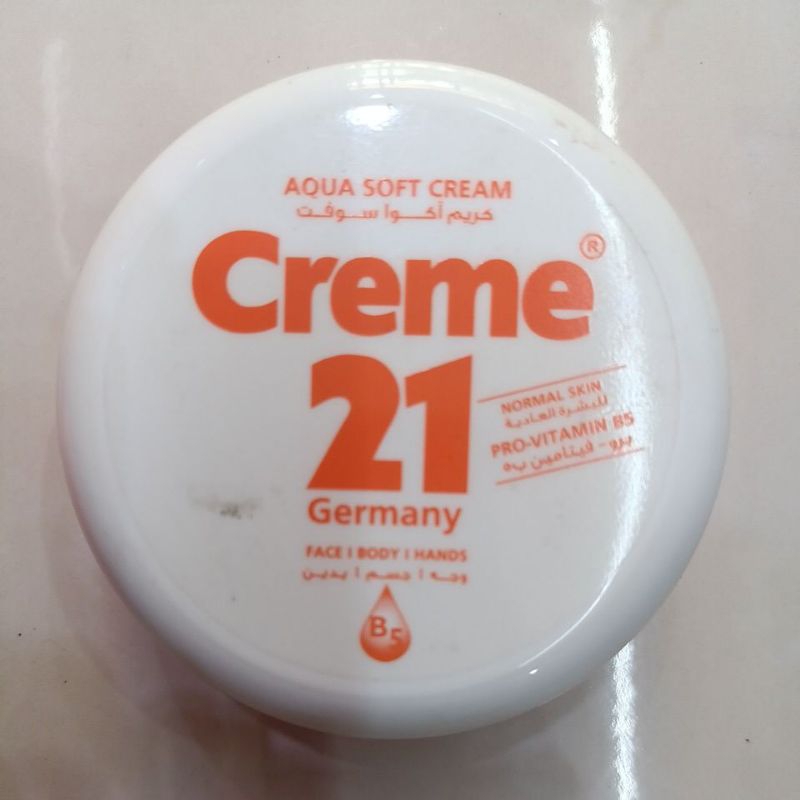 AQUA SOFT CREAM
كريم أكوا سوفت
Creme®
21
NORMAL SKIN
للبشرة العادية
PRO-VITAMIN B5
برو - فيتامين ب٥
Germany
FACE I BODY I HANDS
وجه I جسم I يدين
B5